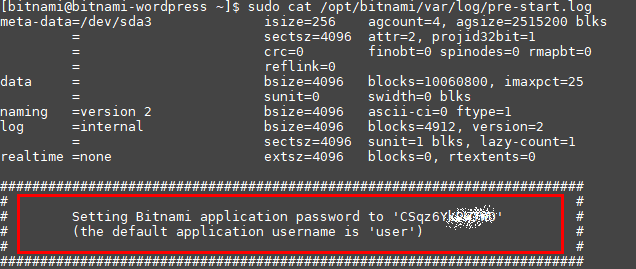 [bitnami@bitnami-wordpress ~]$ sudo cat /opt/bitnami/var/log/pre-start.log
meta-data=/dev/sda3 isize=256 agcount=4, agsize=2515200 blks
= sectsz=4096 attr=2, projid32bit=1
= crc=0 finobt=0 spinodes=0 rmapbt=0
= reflink=0
data = bsize=4096 blocks=10060800, imaxpct=25
= sunit=0 swidth=0 blks
naming =version 2 bsize=4096 ascii-ci=0 ftype=1
log =internal bsize=4096 blocks=4912, version=2
= sectsz=4096 sunit=1 blks, lazy-count=1
realtime =none extsz=4096 blocks=0, rtextents=0
########################################################################
# #
# Setting Bitnami application password to #
# (the default application username is 'user') #
# #
########################################################################